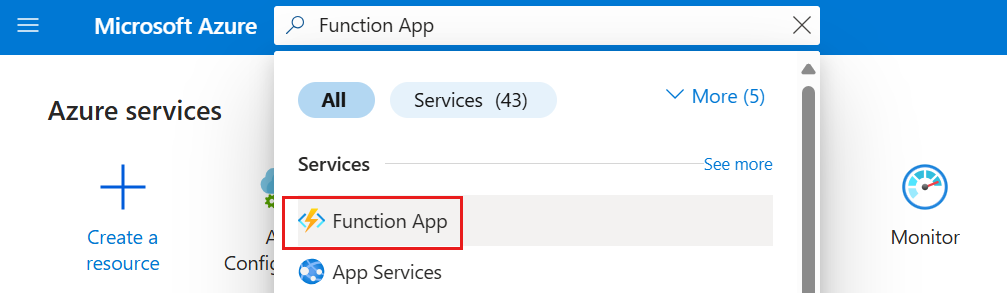 Microsoft Azure
Function App
All
Services (43)
More (5)
Azure services
Services
See more
Function App
Create a
resource
A
Config
Monitor
App Services